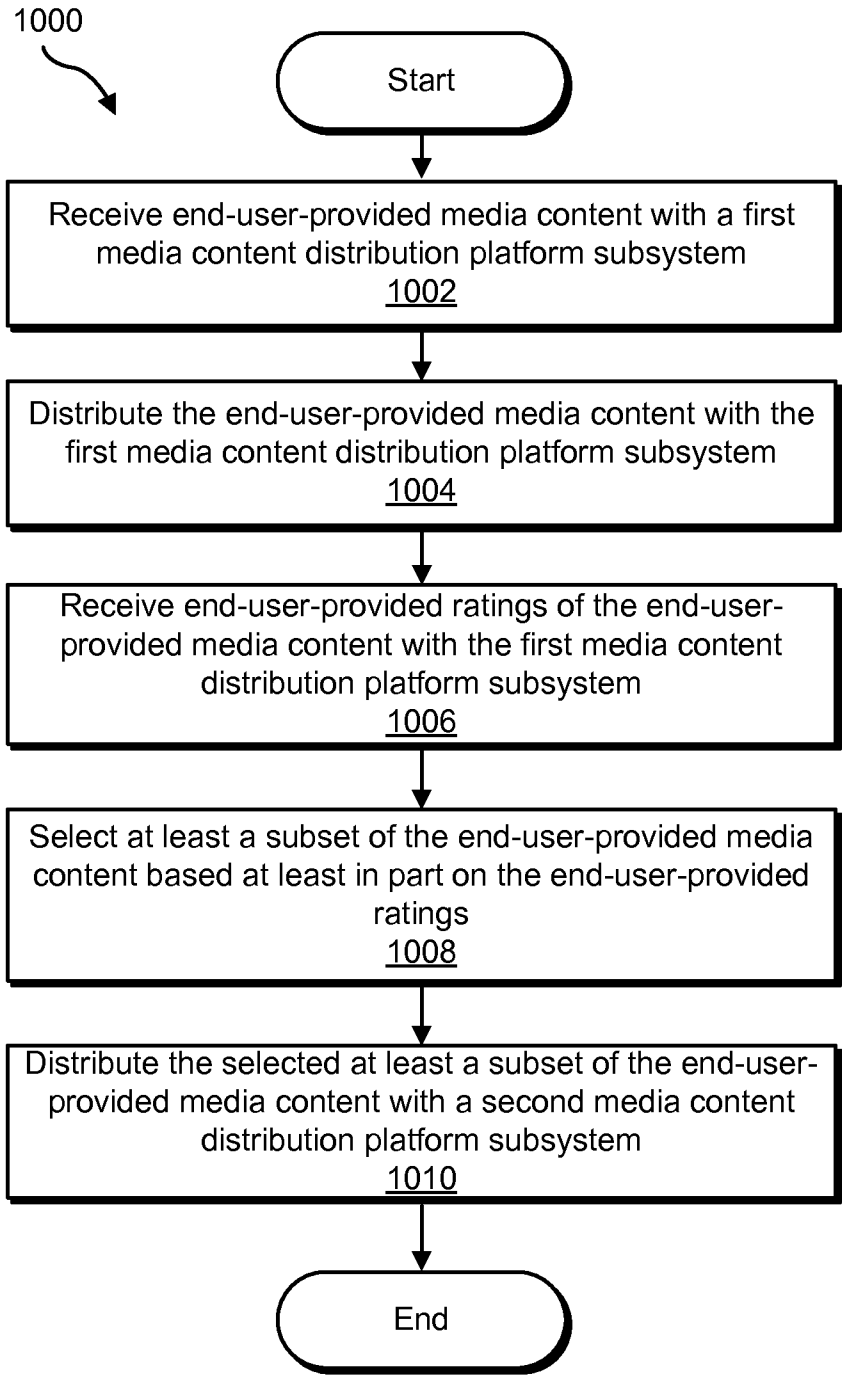 1000
Start
Receive end-user-provided media content with a first
media content distribution platform subsystem
1002
Distribute the end-user-provided media content with the
first media content distribution platform subsystem
1004
Receive end-user-provided ratings of the end-user-
provided media content with the first media content
distribution platform subsystem
1006
Select at least a subset of the end-user-provided media
content based at least in part on the end-user-provided
ratings
1008
Distribute the selected at least a subset of the end-user-
provided media content with a second media content
distribution platform subsystem
1010
End